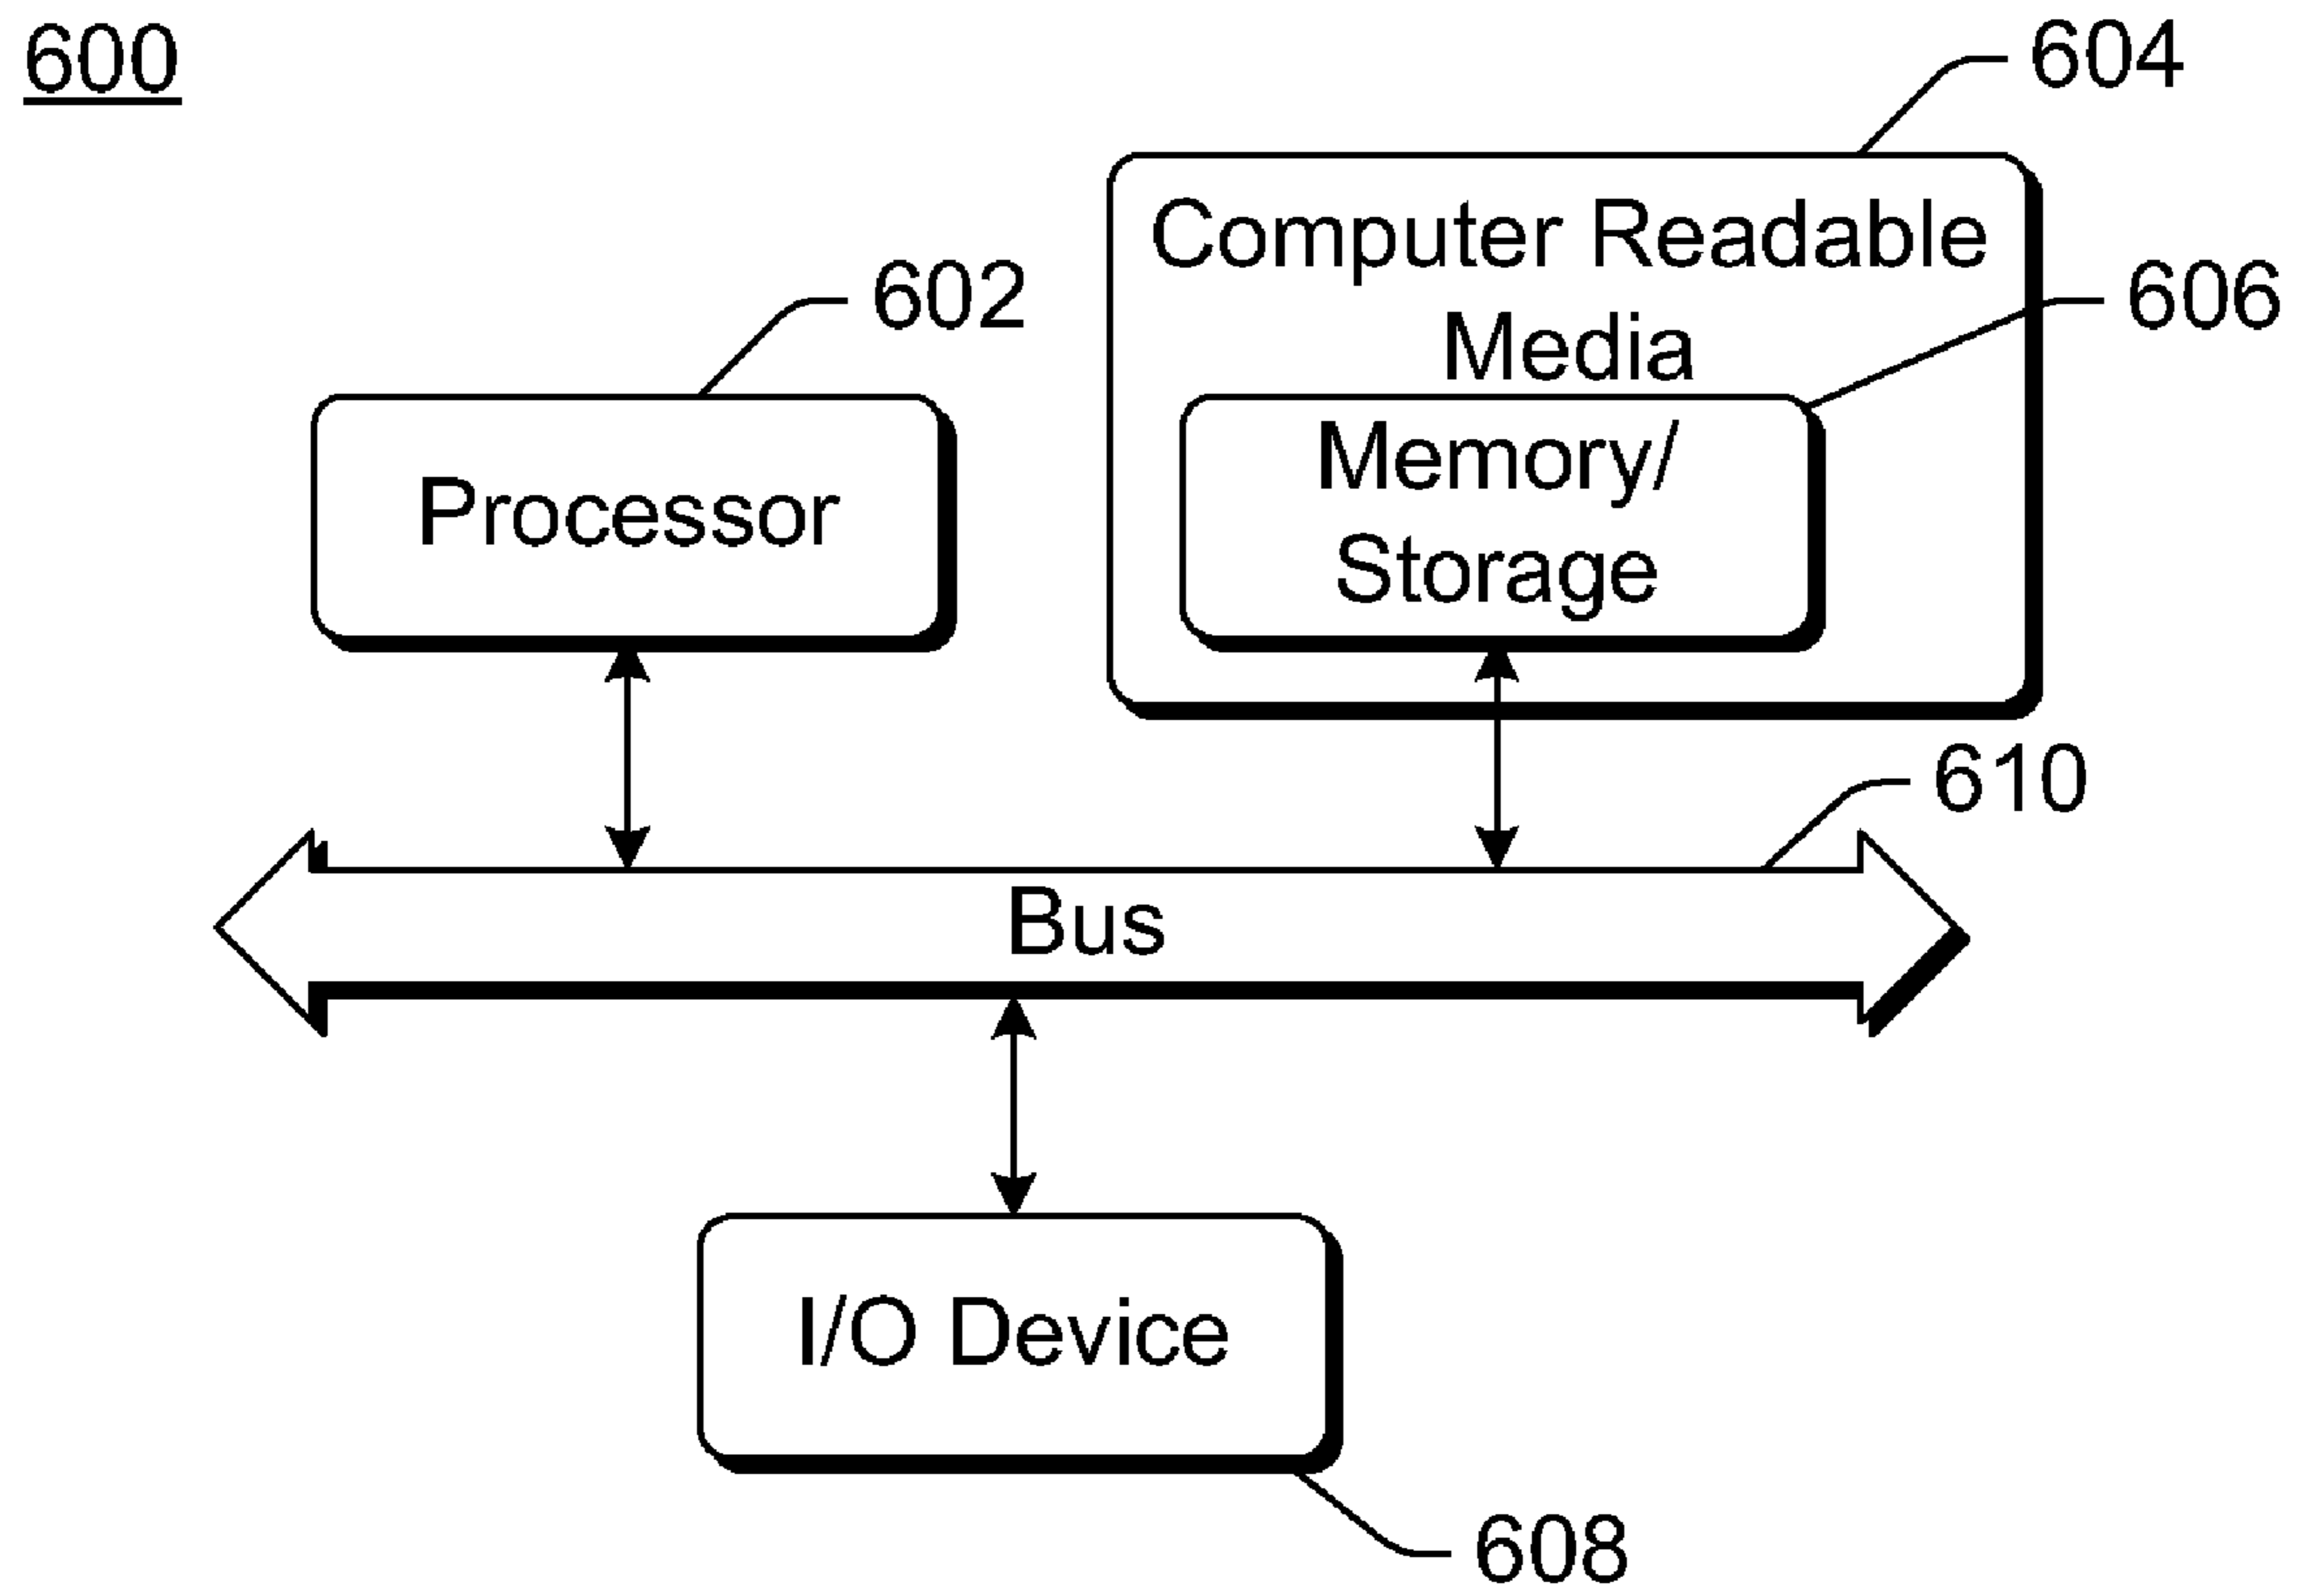 600
604
Computer Readable
602
606
Media
Memory/
Processor
Storage
610
Bus
I/O Device
608